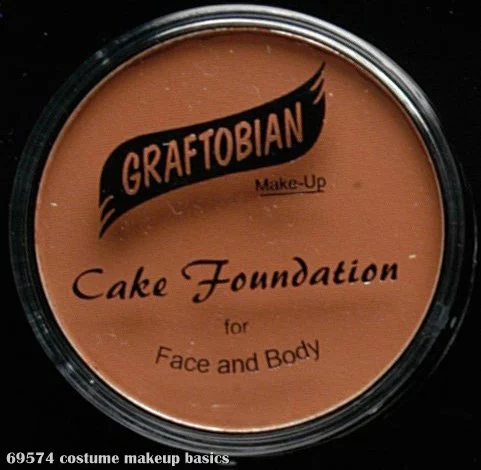 GRAFTOBIAN
Make-Up
Cake Foundation
for
Face and Body
69574 costume makeup basics